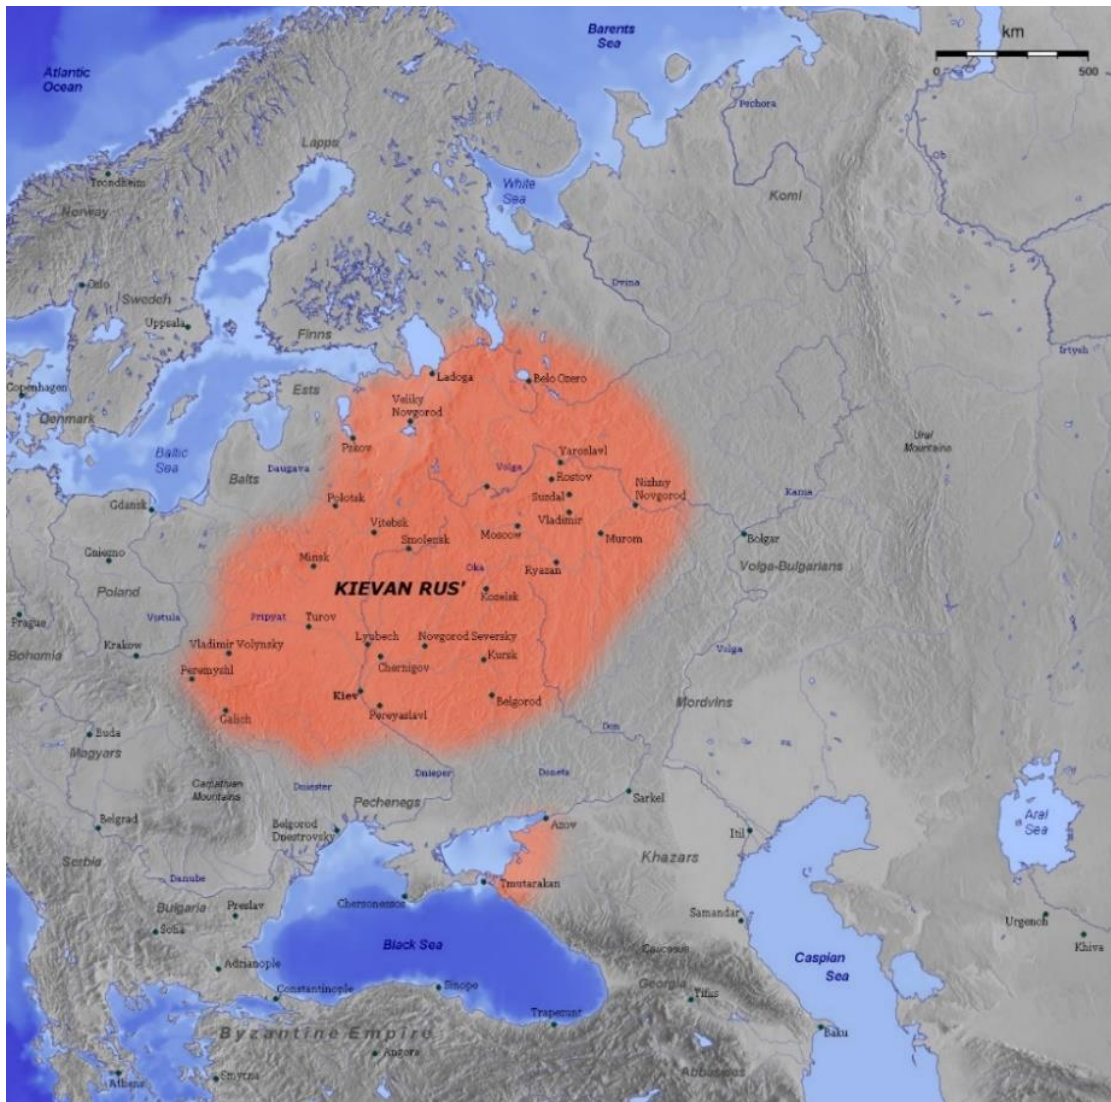 Barents
Sea
km
0
500
Atlantic
Ocean
Pechora
Ob
Lapps
Trondheim
White
Sea
Komi
Norway
Dvina
Oslo
Sweden
Uppsala
Finns
Irtysh
Copenhagen
Ladoga
Belo Ozero
Ests
Veliky
Novgorod
Denmark
Pskov
Ural
Mountains
Baltic
Sea
Yaroslavl
Daugava
Volga
Balts
Rostov
Nizhny
Novgorod
Suzdal
Kama
Polotsk
Gdansk
Vladimir
Vitebsk
Moscow
Smolensk
Murom
Bolgar
Gniezno
Minsk
Oka
Ryazan
Volga-Bulgarians
KIEVAN RUS'
Poland
Kozelsk
Vistula
Pripyat
Turov
Prague
Lyubech
Novgorod Seversky
Krakow
Vladimir Volynsky
Volga
Bohemia
Kursk
Peremyshl
Chernigov
Kiev
Belgorod
Mordvins
Pereyaslavl
Galich
Don
Buda
Magyars
Dnieper
Donets
Carpathian
Mountains
Dniester
Sarkel
Pechenegs
Belgrad
Belgorod
Dnestrovsky
Azov
Itil
Aral
Sea
Serbia
Khazars
Danube
Tmutarakan
Chersonessos
Bulgaria
Preslav
Samandar
Urgench
Sofia
Black Sea
Caucasus
Khiva
Adrianople
Caspian
Sea
Georgia
Constantinople
Sinope
Tiflis
Trapezunt
Byzantine Empire
Baku
Angora
Athens
Smyrna
Abbasides